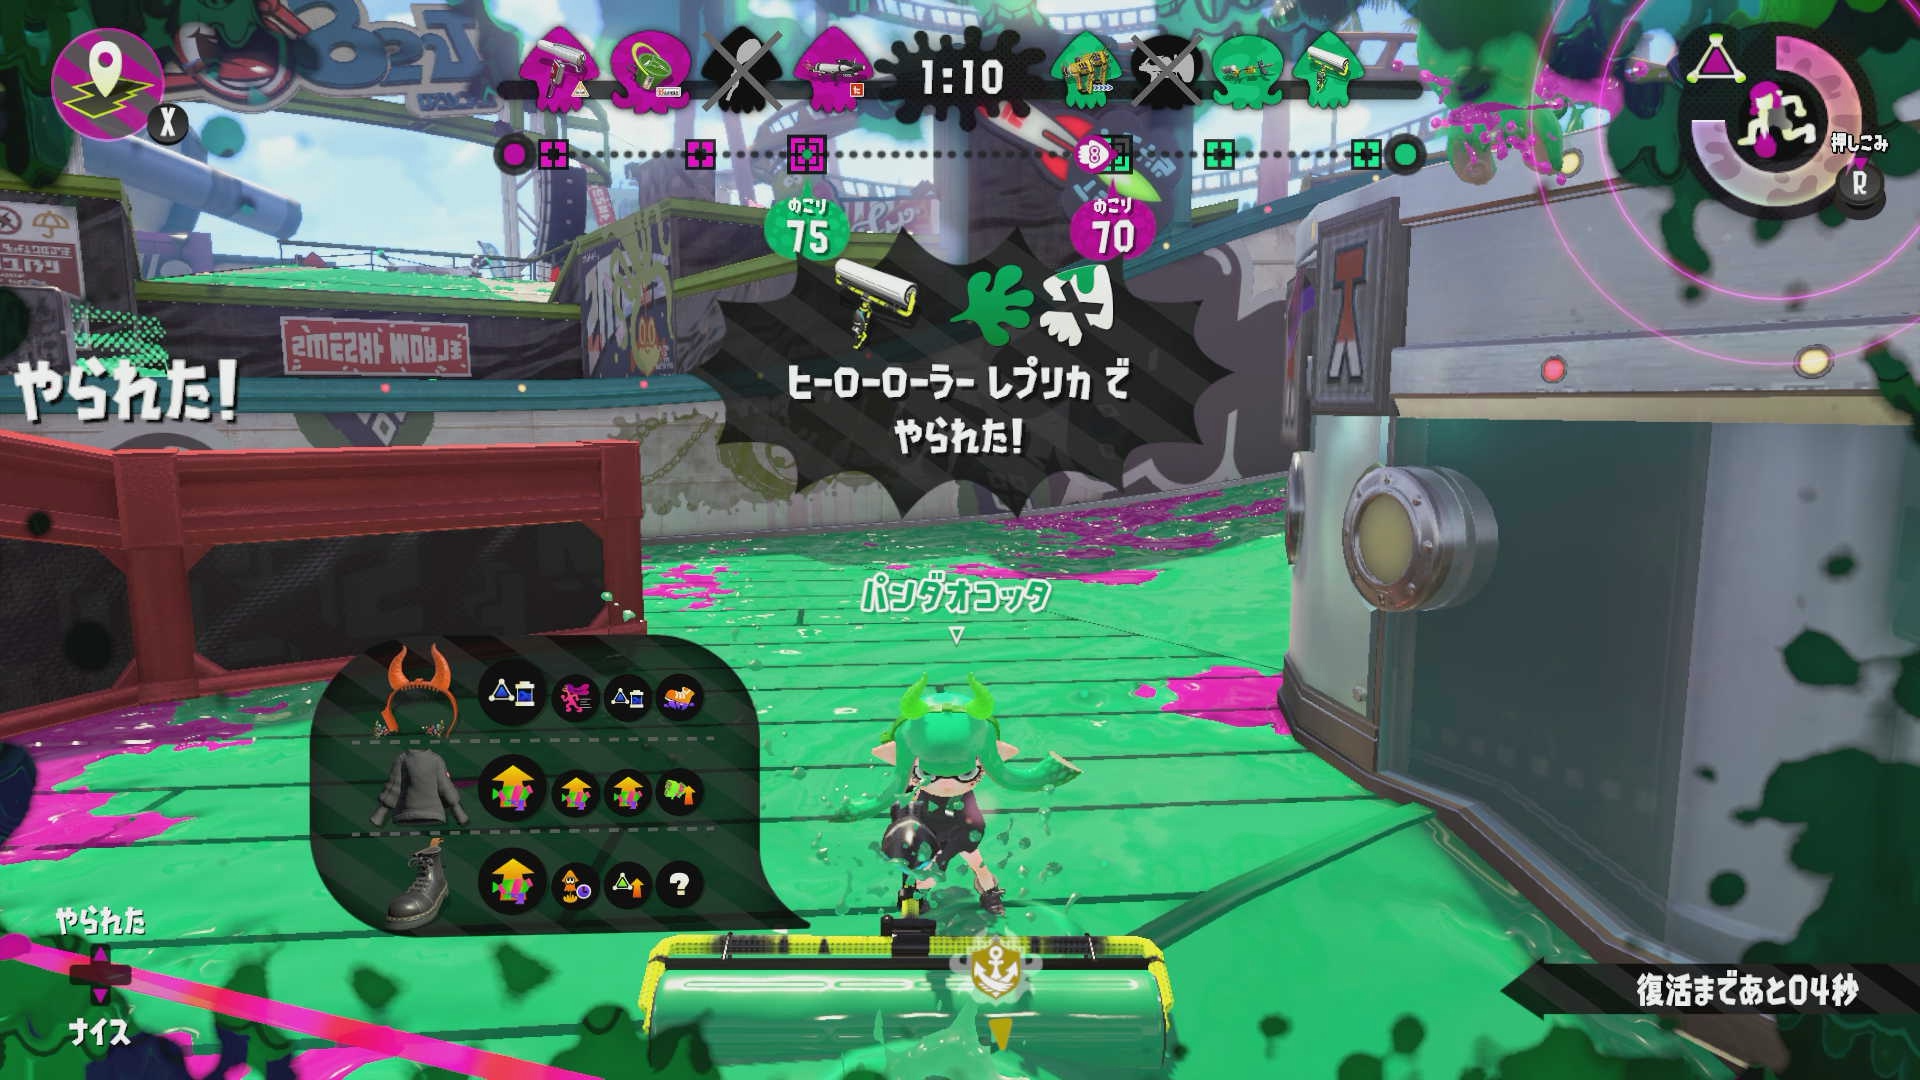 X
1:10
8
のこり
75
のこり
70
押しこみ
R
やられた!
ヒーローローラー レプリカ で
やられた!
パンダオコッタ
?
やられた
ナイス
復活まであと04秒